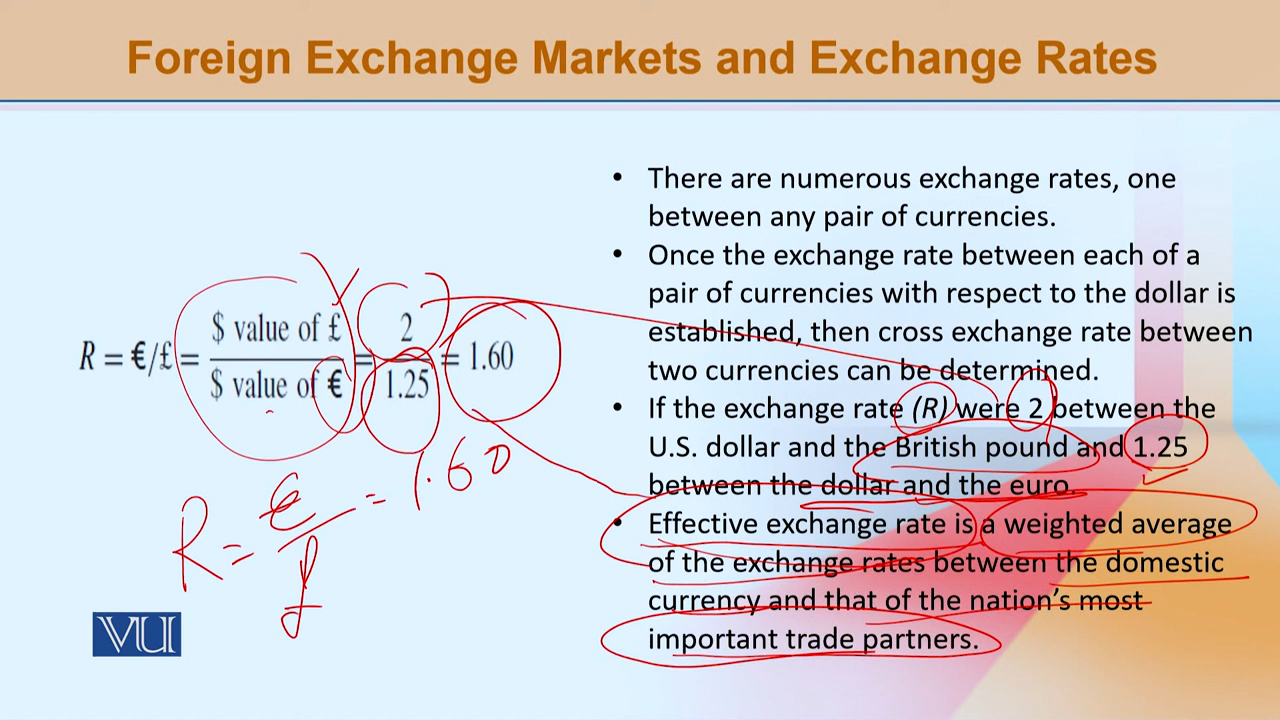 Foreign Exchange Markets and Exchange Rates
• There are numerous exchange rates, one
between any pair of currencies.
• Once the exchange rate between each of a
pair of currencies with respect to the dollar is
established, then cross exchange rate between
two currencies can be determined.
• If the exchange rate (R) were 2 between the
U.S. dollar and the British pound and 1.25
between the dollar and the euro.
• Effective exchange rate is a weighted average
of the exchange rates between the domestic
currency and that of the nation's most
important trade partners.
R = €/£ = $ value of £ / $ value of € = 2 / 1.25 = 1.60
R = € / £ = 1.60
VU